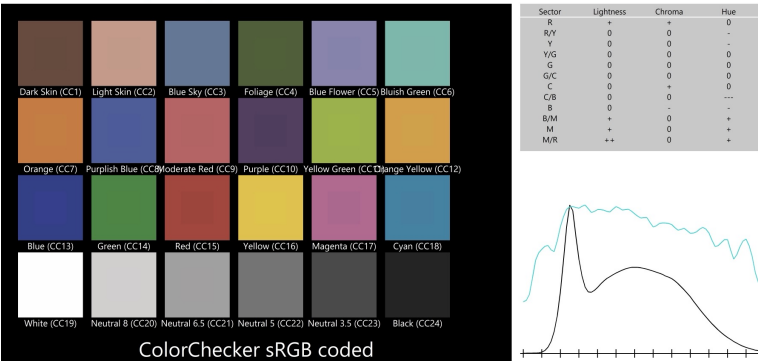 Dark Skin (CC1) Light Skin (CC2) Blue Sky (CC3) Foliage (CC4) Blue Flower (CC5) Bluish Green (CC6)
Orange (CC7) Purplish Blue (CC8) Moderate Red (CC9) Purple (CC10) Yellow Green (CC11) Orange Yellow (CC12)
Blue (CC13) Green (CC14) Red (CC15) Yellow (CC16) Magenta (CC17) Cyan (CC18)
White (CC19) Neutral 8 (CC20) Neutral 6.5 (CC21) Neutral 5 (CC22) Neutral 3.5 (CC23) Black (CC24)
ColorChecker sRGB coded
Sector Lightness Chroma Hue
R + + 0
R/Y 0 0 -
Y 0 0 -
Y/G 0 0 0
G 0 0 0
G/C 0 0 0
C 0 + 0
C/B 0 0 ---
B 0 - -
B/M + 0 +
M + 0 +
M/R ++ 0 +